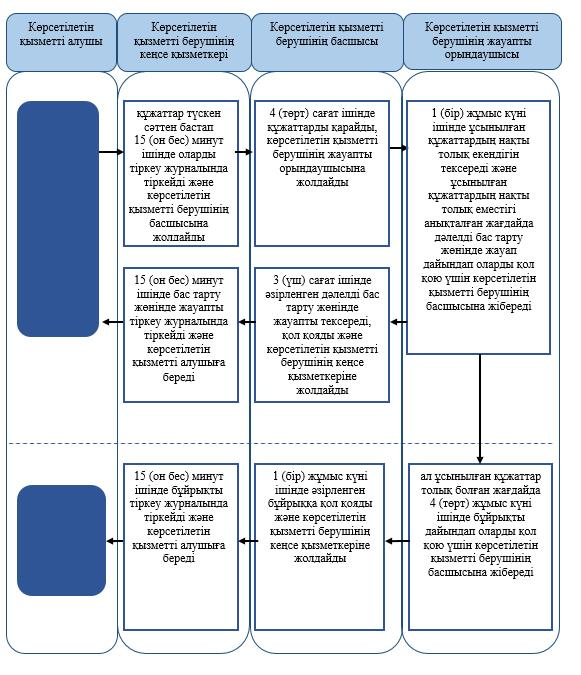 Көрсетілетін
қызметті алушы
Көрсетілетін
қызметті берушінің
кеңсе қызметкері
Көрсетілетін қызметті
берушінің басшысы
Көрсетілетін қызметті
берушінің жауапты
орындаушысы
құжаттар түскен
сәттен бастап
15 (он бес) минут
ішінде оларды
тіркеу журналында
тіркейді және
көрсетілетін
қызметті берушінің
басшысына
жолдайды
4 (төрт) сағат ішінде
құжаттарды қарайды,
көрсетілетін қызметті
берушінің жауапты
орындаушысына
жолдайды
1 (бір) жұмыс күні
ішінде ұсынылған
құжаттардың нақты
толық екендігін
тексереді және
ұсынылған
құжаттардың нақты
толық еместігі
анықталған жағдайда
дәлелді бас тарту
жөнінде жауап
дайындап оларды қол
қою үшін көрсетілетін
қызметті берушінің
басшысына жібереді
15 (он бес) минут
ішінде бас тарту
жөнінде жауапты
тіркеу журналында
тіркейді және
көрсетілетін
қызметті алушыға
береді
3 (үш) сағат ішінде
әзірленген дәлелді бас
тарту жөнінде
жауапты тексереді,
қол қояды және
көрсетілетін қызметті
берушінің кеңсе
қызметкеріне
жолдайды
15 (он бес) минут
ішінде бұйрықты
тіркеу журналында
тіркейді және
көрсетілетін
қызметті алушыға
береді
1 (бір) жұмыс күні
ішінде әзірленген
бұйрыққа қол қояды
және көрсетілетін
қызметті берушінің
кеңсе қызметкеріне
жолдайды
ал ұсынылған құжаттар
толық болған жағдайда
4 (төрт) жұмыс күні
ішінде бұйрықты
дайындап оларды қол
қою үшін көрсетілетін
қызметті берушінің
басшысына жібереді